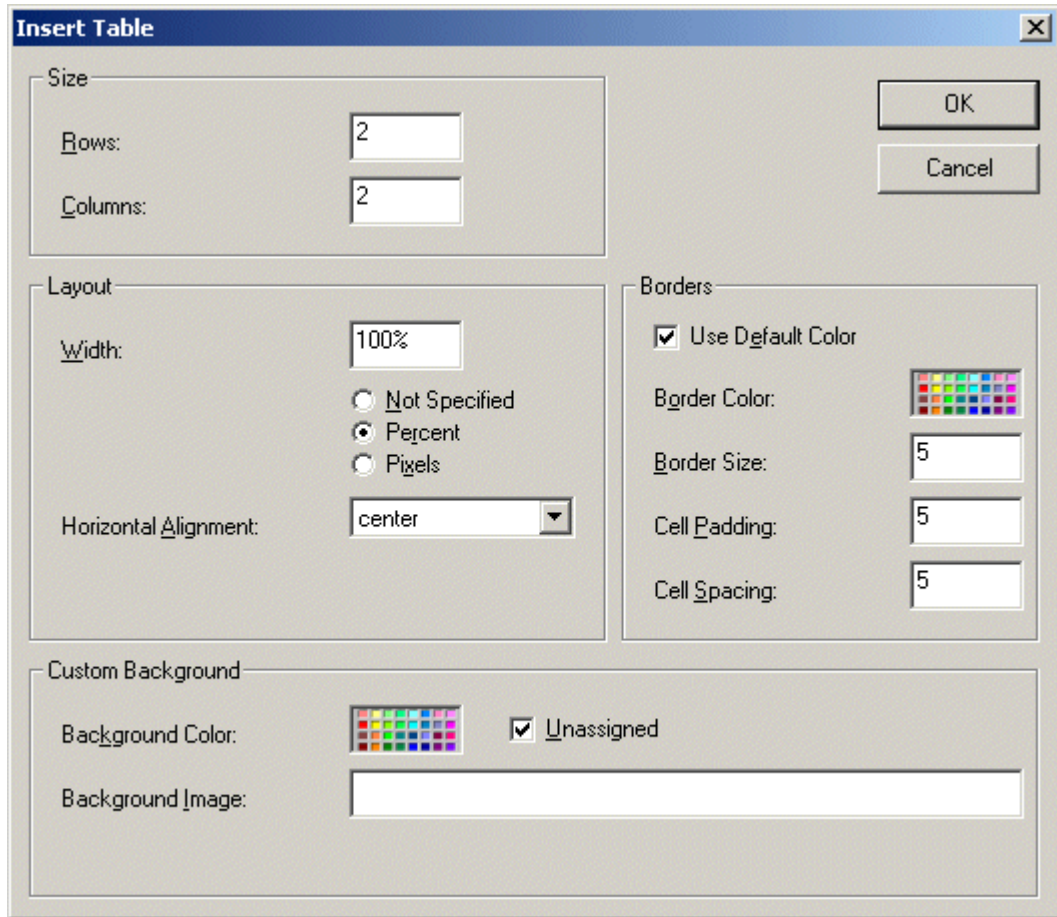 Insert Table
Size
Rows: 2
Columns: 2
OK
Cancel
Layout
Width: 100%
Not Specified
Percent
Pixels
Horizontal Alignment: center
Borders
Use Default Color
Border Color:
Border Size: 5
Cell Padding: 5
Cell Spacing: 5
Custom Background
Background Color: Unassigned
Background Image: